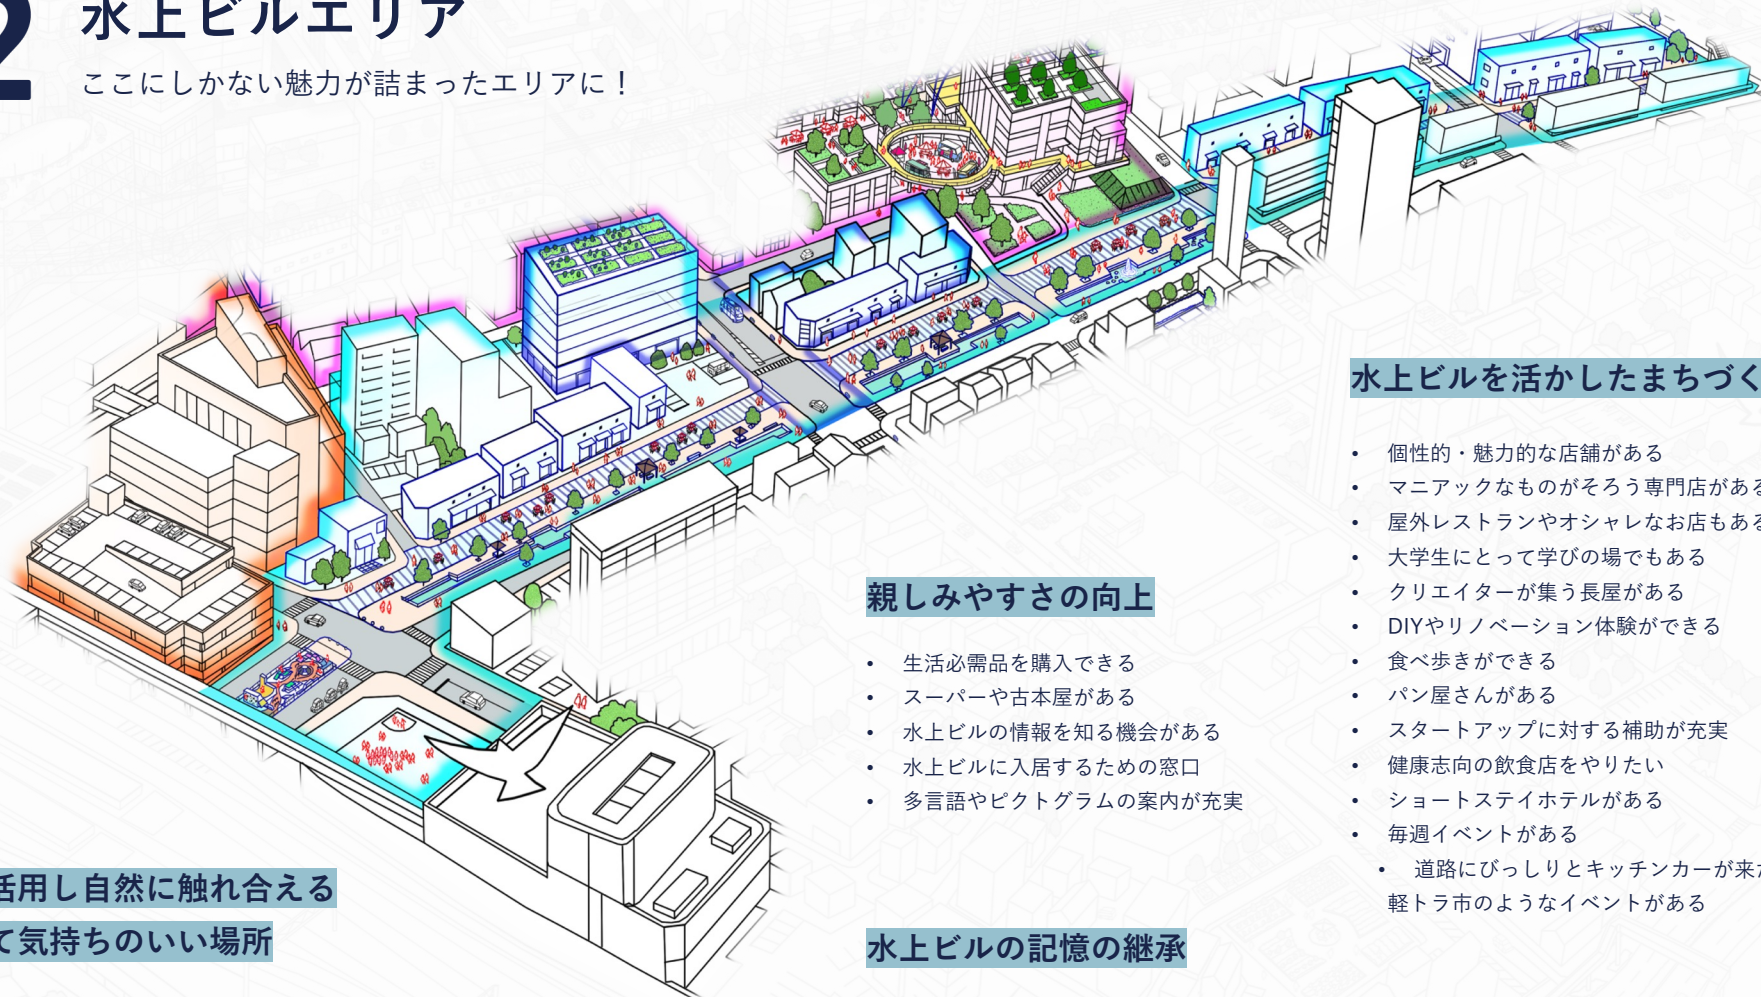 2
水上ビルエリア
ここにしかない魅力が詰まったエリアに！
水上ビルを活かしたまちづく
• 個性的・魅力的な店舗がある
• マニアックなものがそろう専門店がある
• 屋外レストランやオシャレなお店もある
• 大学生にとって学びの場でもある
• クリエイターが集う長屋がある
• DIYやリノベーション体験ができる
• 食べ歩きができる
• パン屋さんがある
• スタートアップに対する補助が充実
• 健康志向の飲食店をやりたい
• ショートステイホテルがある
• 毎週イベントがある
• 道路にびっしりとキッチンカーが来
軽トラ市のようなイベントがある
親しみやすさの向上
• 生活必需品を購入できる
• スーパーや古本屋がある
• 水上ビルの情報を知る機会がある
• 水上ビルに入居するための窓口
• 多言語やピクトグラムの案内が充実
活用し自然に触れ合える
て気持ちのいい場所
水上ビルの記憶の継承